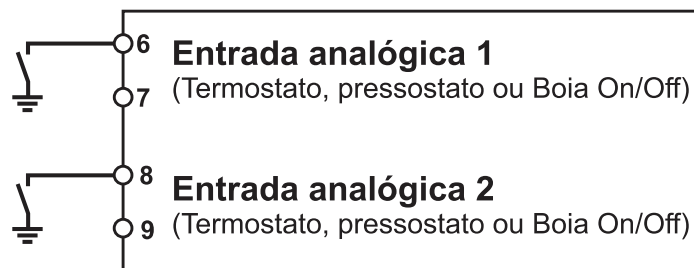 6 Entrada analógica 1
7 (Termostato, pressostato ou Boia On/Off)
8 Entrada analógica 2
9 (Termostato, pressostato ou Boia On/Off)